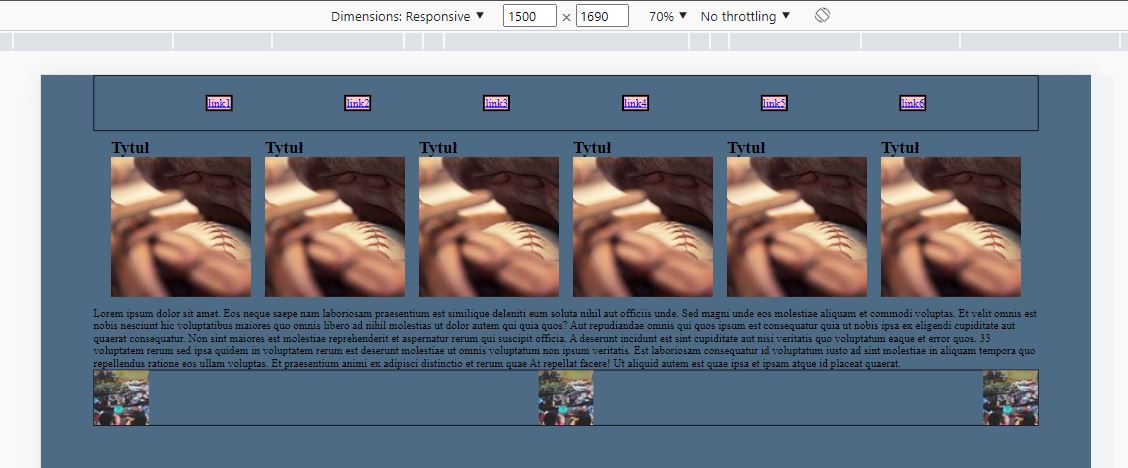 Dimensions: Responsive ▼ 1500 × 1690 70% ▼ No throttling ▼
link1 link2 link3 link4 link5 link6
Tytuł Tytuł Tytuł Tytuł Tytuł Tytuł
Lorem ipsum dolor sit amet. Eos neque saepe nam laboriosam praesentium est similique deleniti eum soluta nihil aut officiis unde. Sed magni unde eos molestiae aliquam et commodi voluptas. Et velit omnis est
nobis nesciunt hic voluptatibus maiores quo omnis libero ad nihil molestias ut dolor autem qui quia quos? Aut repudiandae omnis qui quos ipsum est consequatur quia ut nobis ipsa ex eligendi cupiditate aut
quaerat consequatur. Non sint maiores est molestiae reprehenderit et aspernatur rerum qui suscipit officia. A deserunt incidunt est sint cupiditate aut nisi veritatis quo voluptatum eaque et error quos. 33
voluptatem rerum sed ipsa quidem in voluptatem rerum est deserunt molestiae ut omnis voluptatum non ipsum veritatis. Est laboriosam consequatur id voluptatum iusto ad sint molestiae in aliquam tempora quo
repellendus ratione eos ullam voluptas. Et praesentium animi ex adipisci distinctio et rerum quae At repellat facere! Ut aliquid autem est quae ipsa et ipsam atque id placeat quaerat.